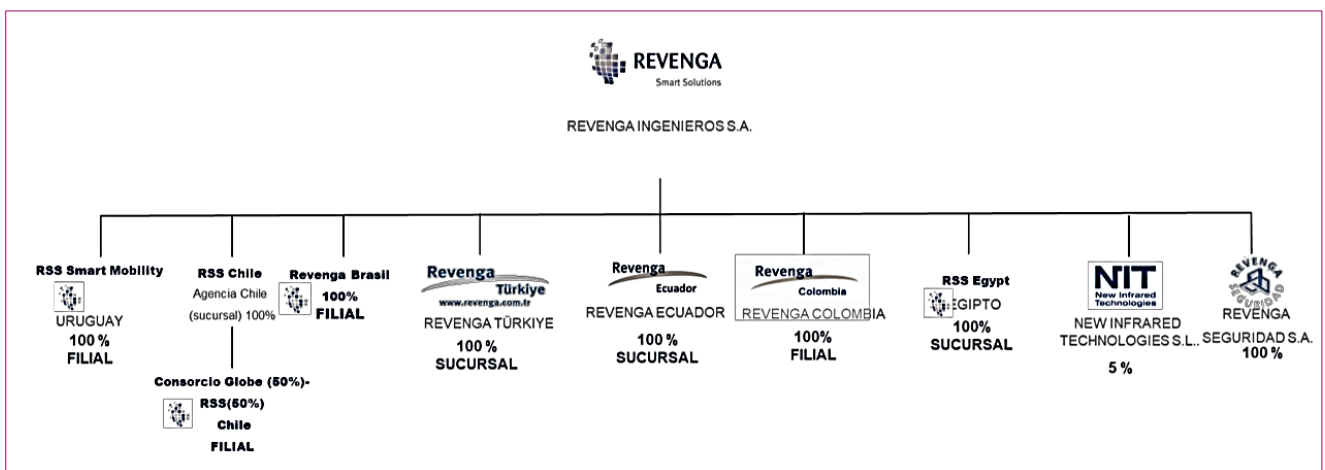 REVENGA
Smart Solutions
REVENGA INGENIEROS S.A.
RSS Smart Mobility
URUGUAY
100 %
FILIAL
RSS Chile
Agencia Chile
(sucursal) 100%
Consorcio Globe (50%)-
RSS(50%)
Chile
FILIAL
Revenga Brasil
100%
FILIAL
Revenga
Türkiye
www.revenga.com.tr
REVENGA TÜRKIYE
100 %
SUCURSAL
Revenga
Ecuador
REVENGA ECUADOR
100 %
SUCURSAL
Revenga
Colombia
REVENGA COLOMBIA
100%
FILIAL
RSS Egypt
EGIPTO
100%
SUCURSAL
NIT
New Infrared
Technologies
NEW INFRARED
TECHNOLOGIES S.L..
5 %
REVENGA
SEGURIDAD
REVENGA
SEGURIDAD S.A.
100 %